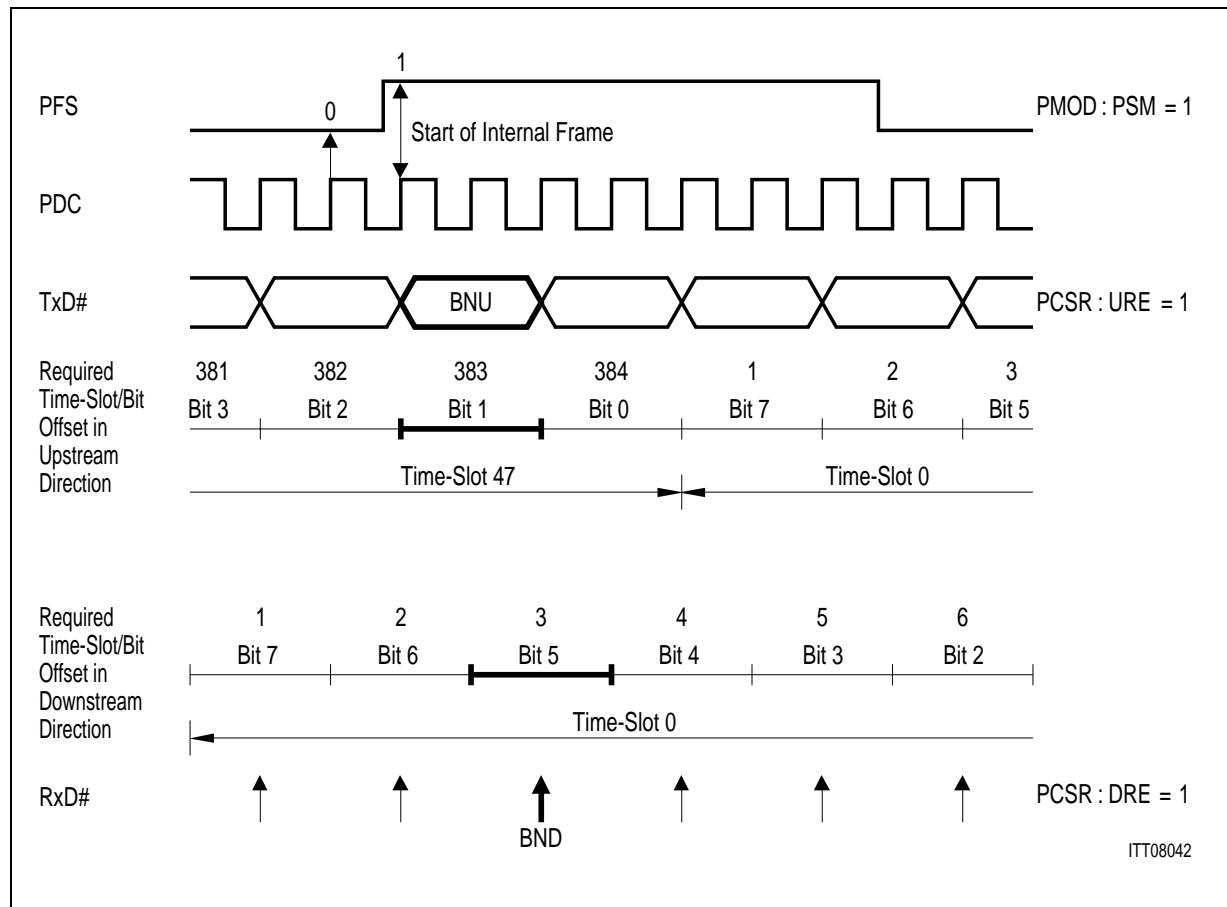 1
PFS
0
PMOD : PSM = 1
Start of Internal Frame
PDC
TxD#
BNU
PCSR : URE = 1
Required
Time-Slot/Bit
Offset in
Upstream
Direction
381 382 383 384 1 2 3
Bit 3 Bit 2 Bit 1 Bit 0 Bit 7 Bit 6 Bit 5
Time-Slot 47 Time-Slot 0
Required
Time-Slot/Bit
Offset in
Downstream
Direction
1 2 3 4 5 6
Bit 7 Bit 6 Bit 5 Bit 4 Bit 3 Bit 2
Time-Slot 0
RxD#
PCSR : DRE = 1
BND
ITT08042